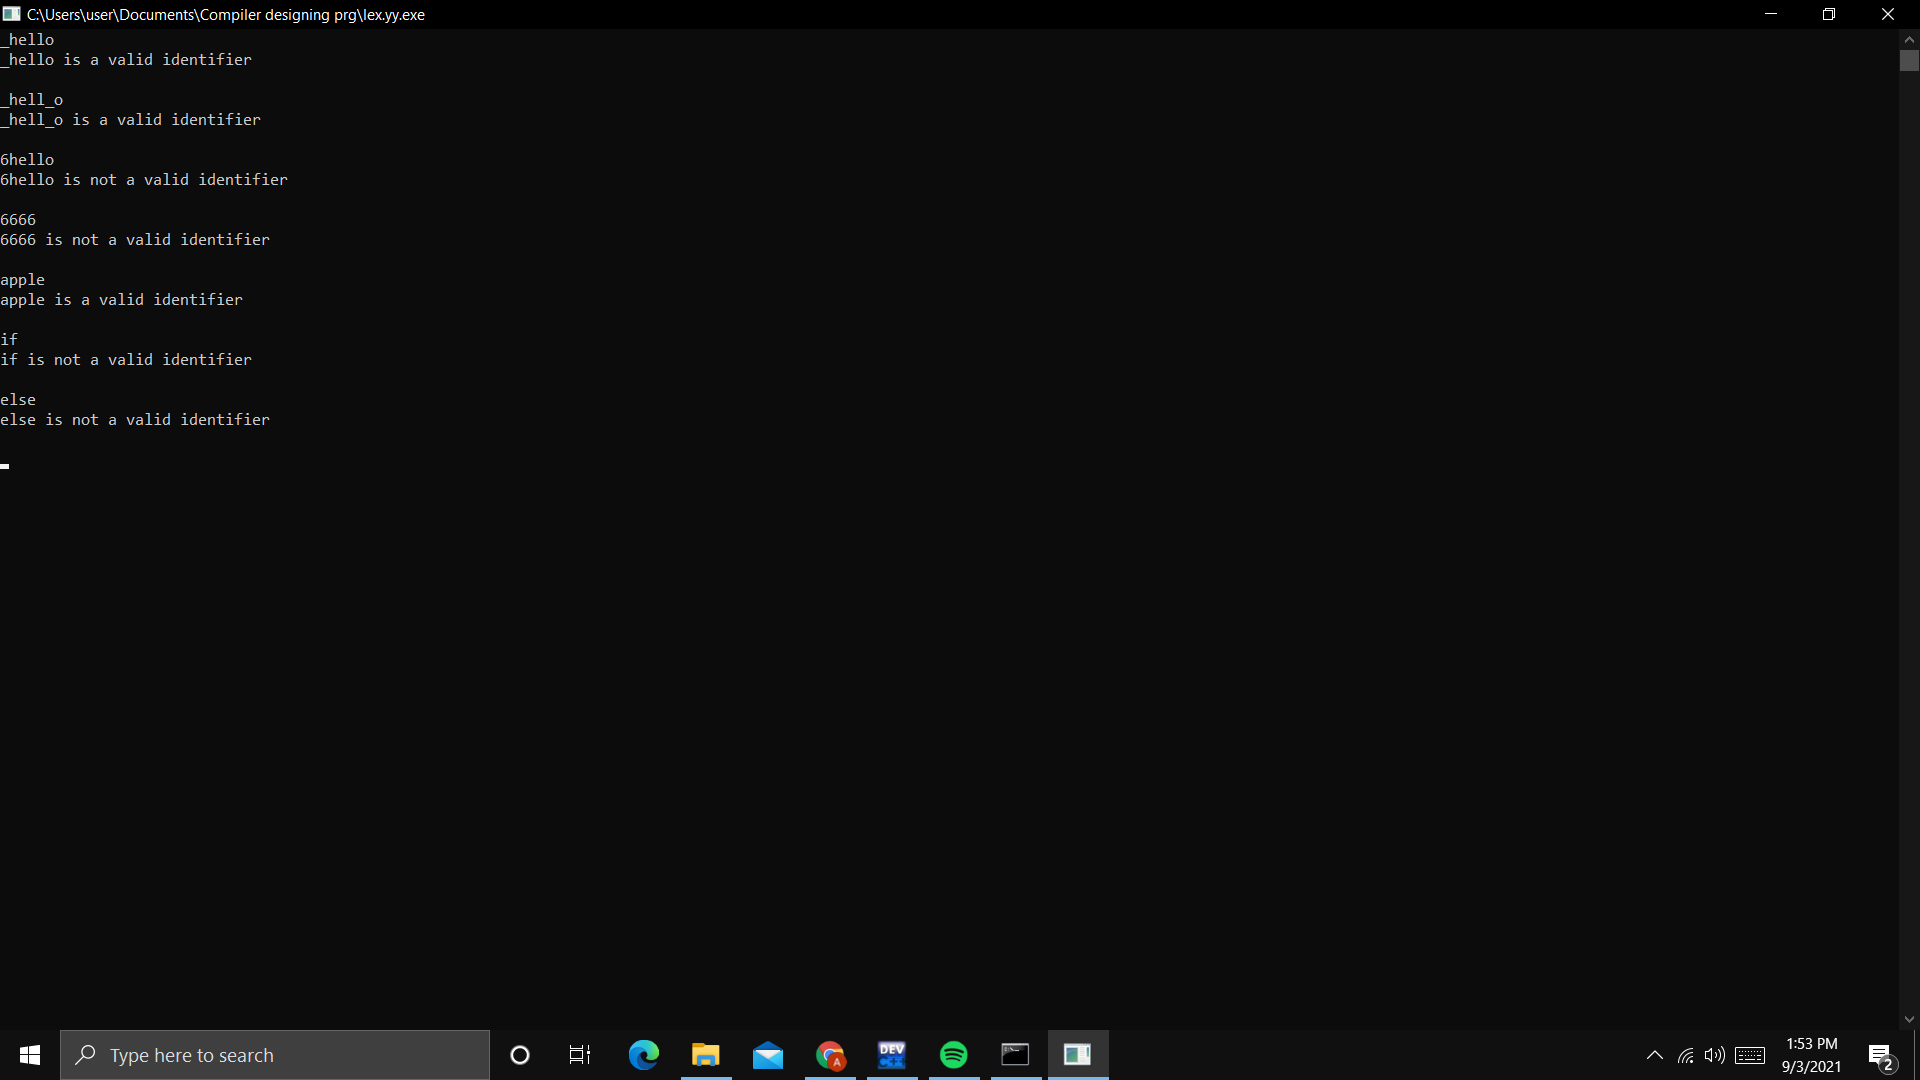 C:\Users\user\Documents\Compiler designing prg\lex.yy.exe
_hello
_hello is a valid identifier
_hell_o
_hell_o is a valid identifier
6hello
6hello is not a valid identifier
6666
6666 is not a valid identifier
apple
apple is a valid identifier
if
if is not a valid identifier
else
else is not a valid identifier
Type here to search
A
DEV
C++
1:53 PM
9/3/2021
2